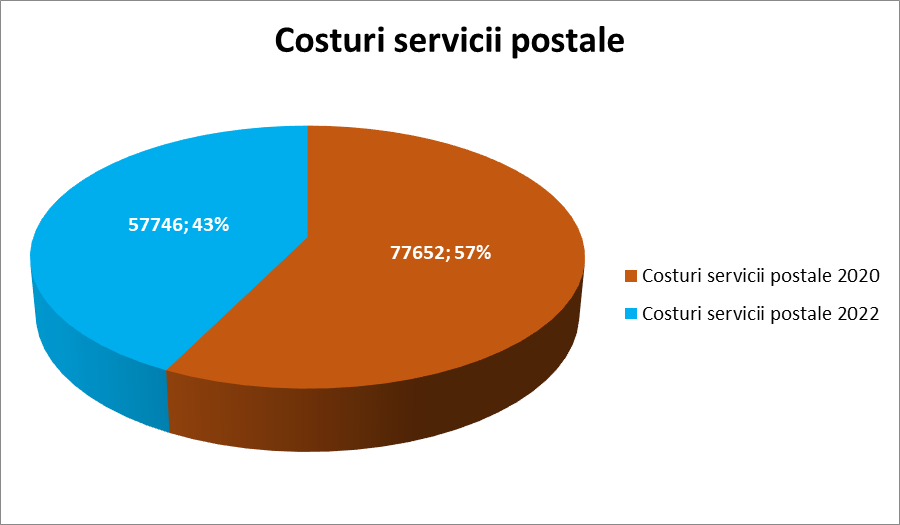 Costuri servicii postale
57746; 43%
77652; 57%
Costuri servicii postale 2020
Costuri servicii postale 2022